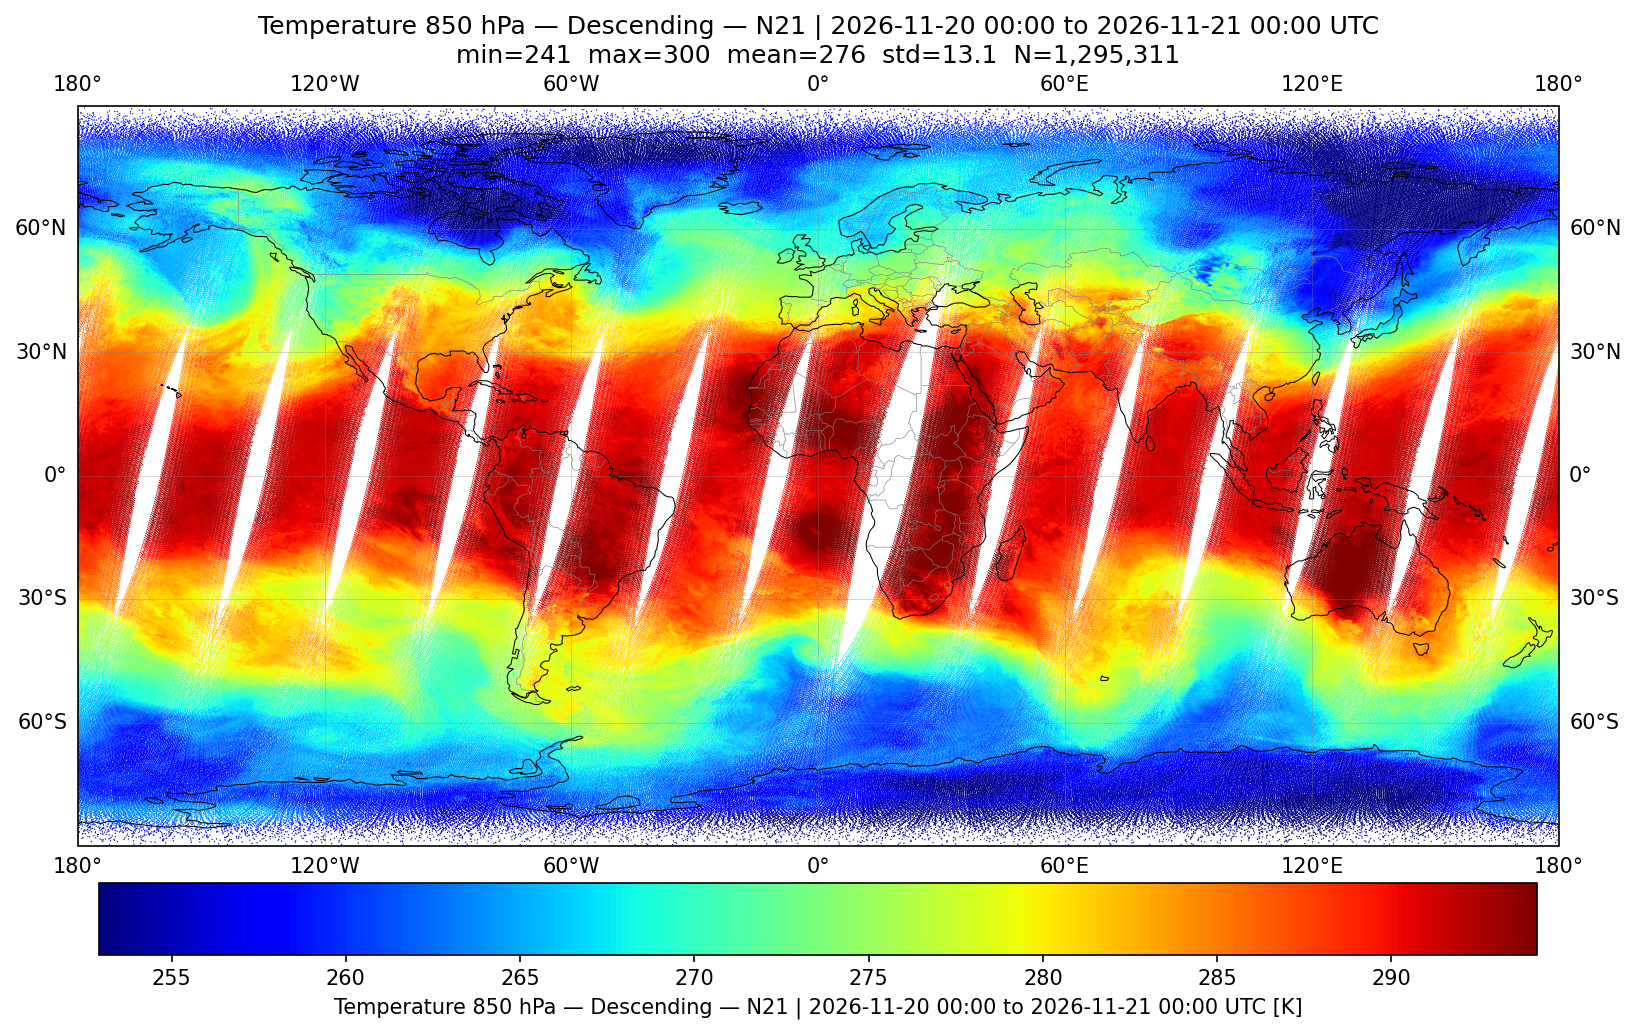 Temperature 850 hPa — Descending — N21 | 2026-11-20 00:00 to 2026-11-21 00:00 UTC
min=241 max=300 mean=276 std=13.1 N=1,295,311
180° 120°W 60°W 0° 60°E 120°E 180°
60°N 60°N
30°N 30°N
0° 0°
30°S 30°S
60°S 60°S
180° 120°W 60°W 0° 60°E 120°E 180°
255 260 265 270 275 280 285 290
Temperature 850 hPa — Descending — N21 | 2026-11-20 00:00 to 2026-11-21 00:00 UTC [K]